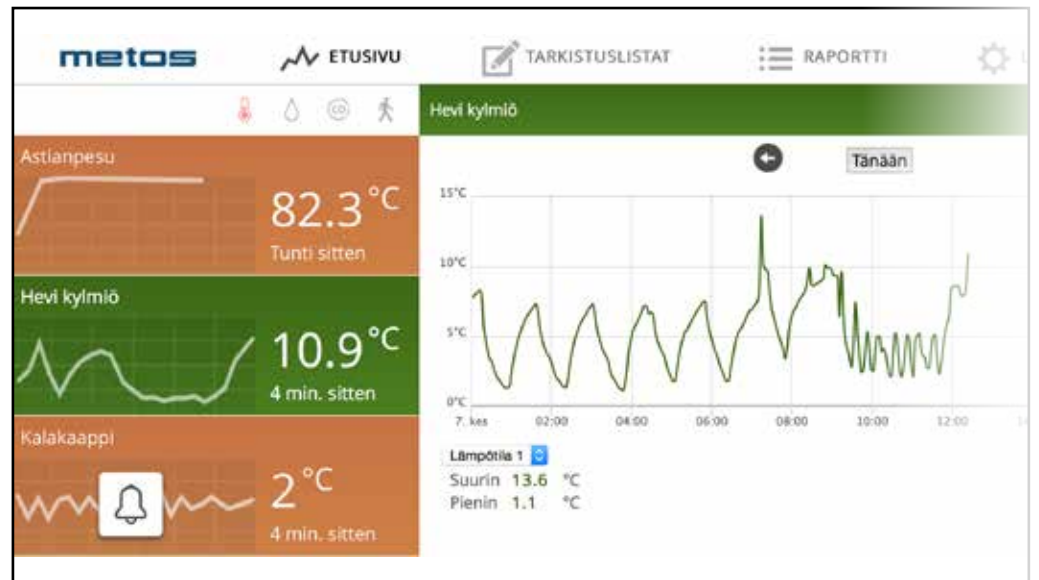 metos
ETUSIVU
TARKISTUSLISTAT
RAPORTTI
Astianpesu
82.3 °C
Tunti sitten
Hevi kylmiö
10.9 °C
4 min. sitten
Kalakaappi
2 °C
4 min. sitten
Hevi kylmiö
Tänään
15°C
10°C
5°C
0°C
7. kes 02:00 04:00 06:00 08:00 10:00 12:00
Lämpötila 1
Suurin 13.6 °C
Pienin 1.1 °C